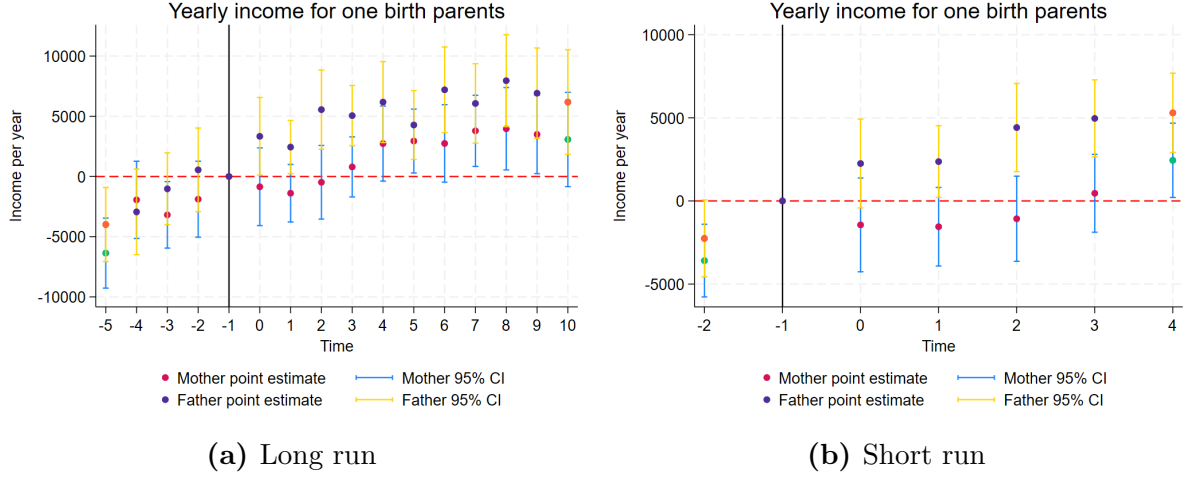 Yearly income for one birth parents
Income per year
10000
5000
0
-5000
-10000
-5 -4 -3 -2 -1 0 1 2 3 4 5 6 7 8 9 10
Time
Mother point estimate Mother 95% CI
Father point estimate Father 95% CI
(a) Long run
Yearly income for one birth parents
Income per year
10000
5000
0
-5000
-2 -1 0 1 2 3 4
Time
Mother point estimate Mother 95% CI
Father point estimate Father 95% CI
(b) Short run